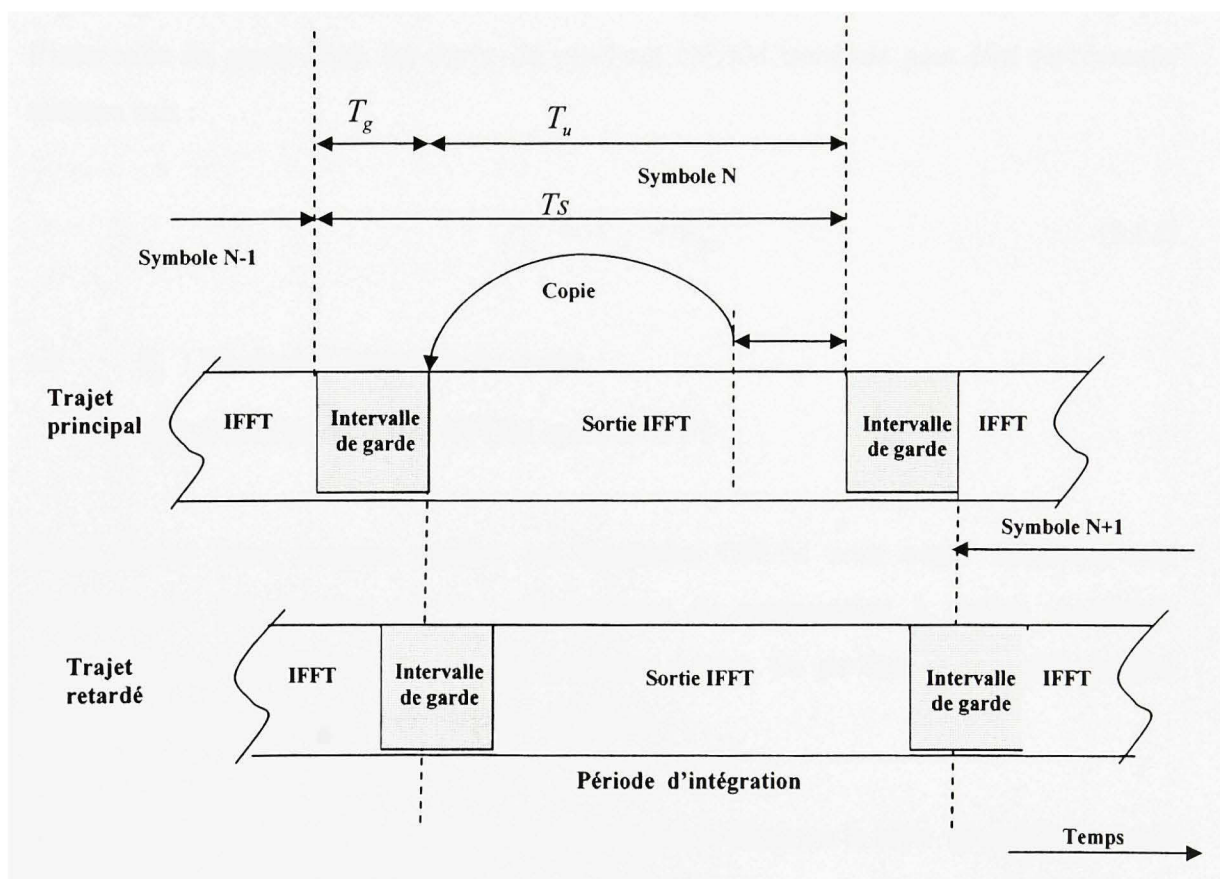 T_g
T_u
Symbole N
Ts
Symbole N-1
Copie
Trajet
principal
IFFT
Intervalle
de garde
Sortie IFFT
Intervalle
de garde
IFFT
Symbole N+1
Trajet
retardé
IFFT
Intervalle
de garde
Sortie IFFT
Intervalle
de garde
IFFT
Période d'intégration
Temps